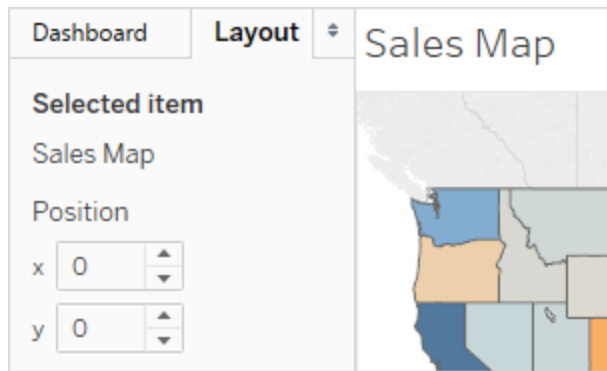 Dashboard Layout
Sales Map
Selected item
Sales Map
Position
x 0
y 0